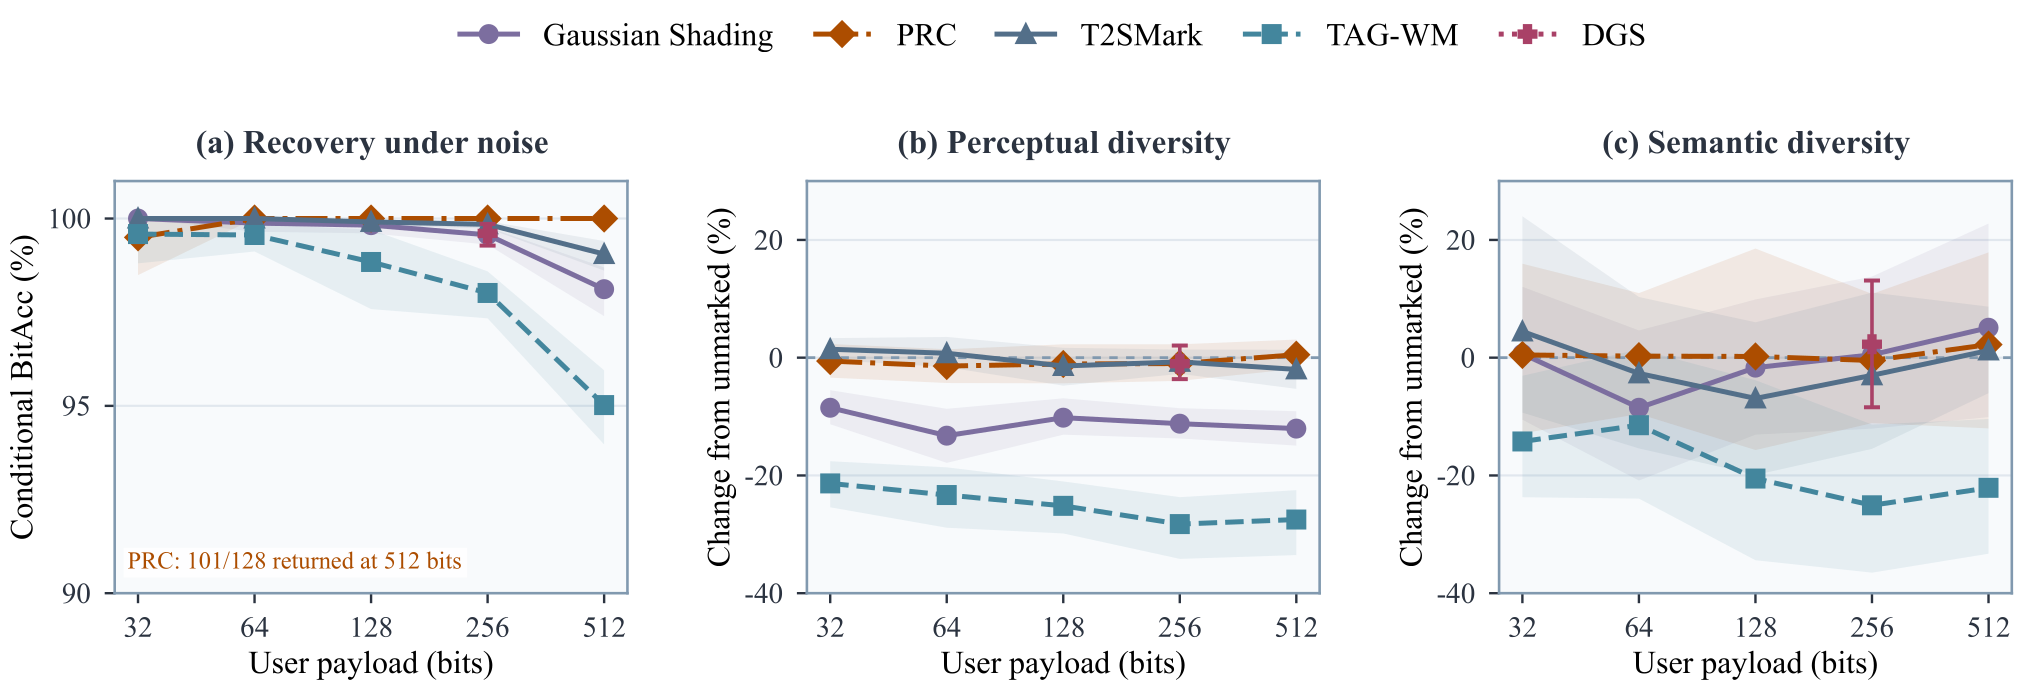 Gaussian Shading PRC T2SMark TAG-WM DGS
(a) Recovery under noise
Conditional BitAcc (%)
100
95
90
PRC: 101/128 returned at 512 bits
32 64 128 256 512
User payload (bits)
(b) Perceptual diversity
Change from unmarked (%)
20
0
-20
-40
32 64 128 256 512
User payload (bits)
(c) Semantic diversity
Change from unmarked (%)
20
0
-20
-40
32 64 128 256 512
User payload (bits)